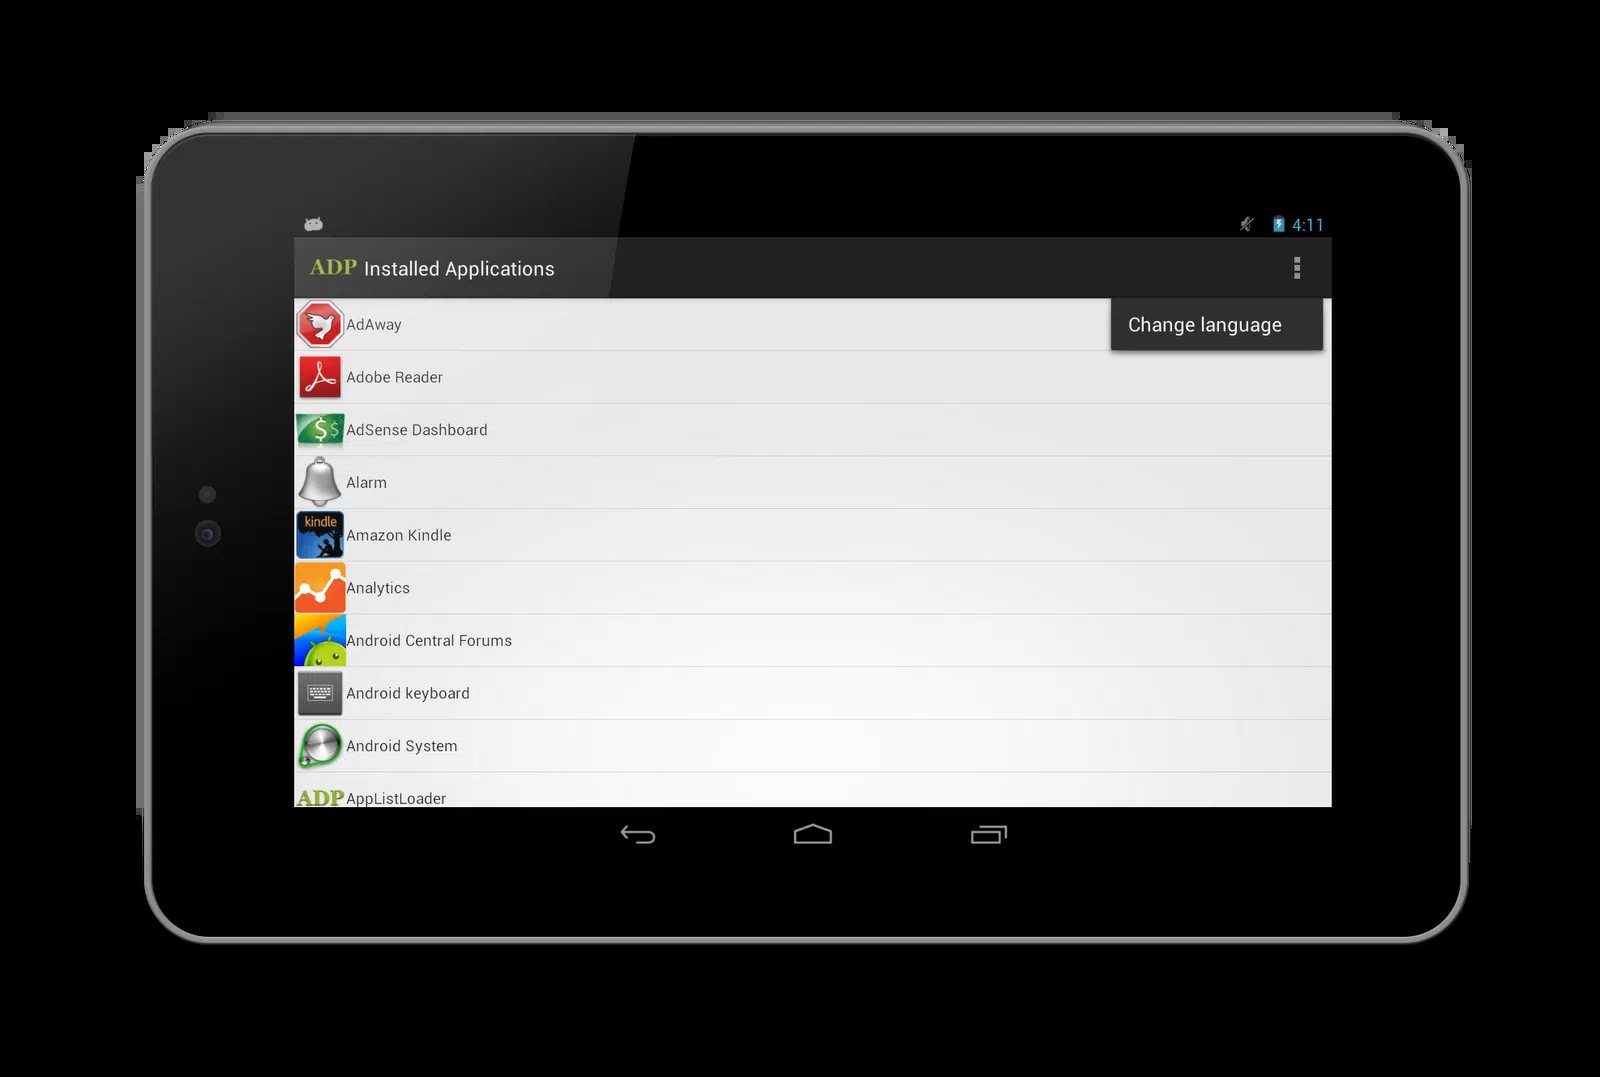 4:11
ADP Installed Applications
AdAway
Change language
Adobe Reader
$ $ AdSense Dashboard
Alarm
kindle Amazon Kindle
Analytics
Android Central Forums
Android keyboard
Android System
ADP AppListLoader